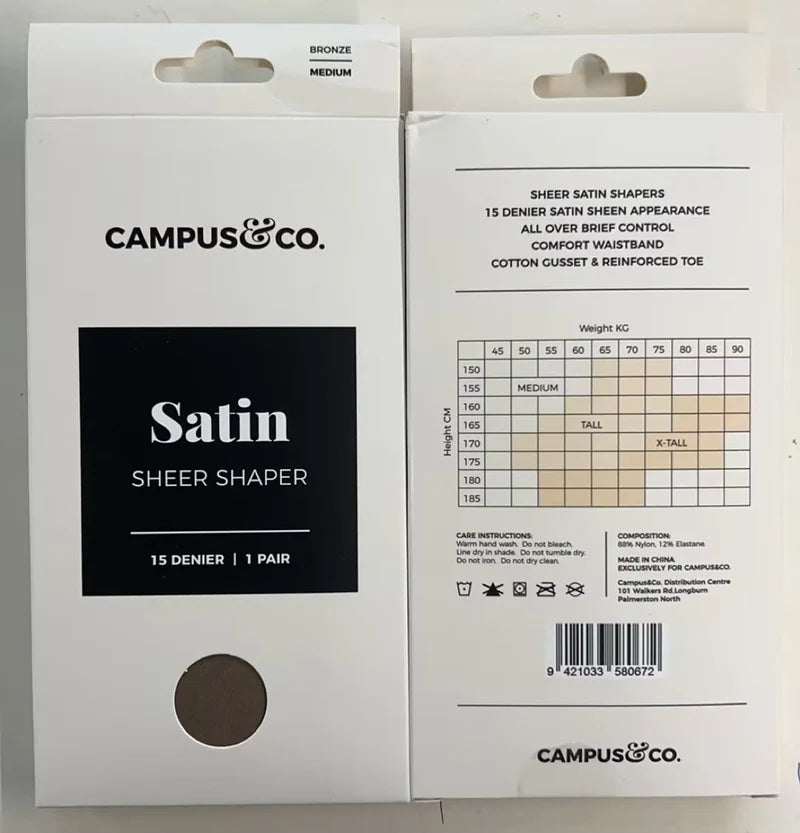 BRONZE
MEDIUM
CAMPUS&CO.
Satin
SHEER SHAPER
15 DENIER | 1 PAIR
SHEER SATIN SHAPERS
15 DENIER SATIN SHEEN APPEARANCE
ALL OVER BRIEF CONTROL
COMFORT WAISTBAND
COTTON GUSSET & REINFORCED TOE
Weight KG
45 50 55 60 65 70 75 80 85 90
Height CM
150
155 MEDIUM
160
165 TALL
170 X-TALL
175
180
185
CARE INSTRUCTIONS:
Warm hand wash. Do not bleach.
Line dry in shade. Do not tumble dry.
Do not iron. Do not dry clean.
COMPOSITION:
88% Nylon, 12% Elastane.
MADE IN CHINA
EXCLUSIVELY FOR CAMPUS&CO.
Campus&Co. Distribution Centre
101 Walkers Rd,Longburn
Palmerston North
9 421033 580672
CAMPUS&CO.